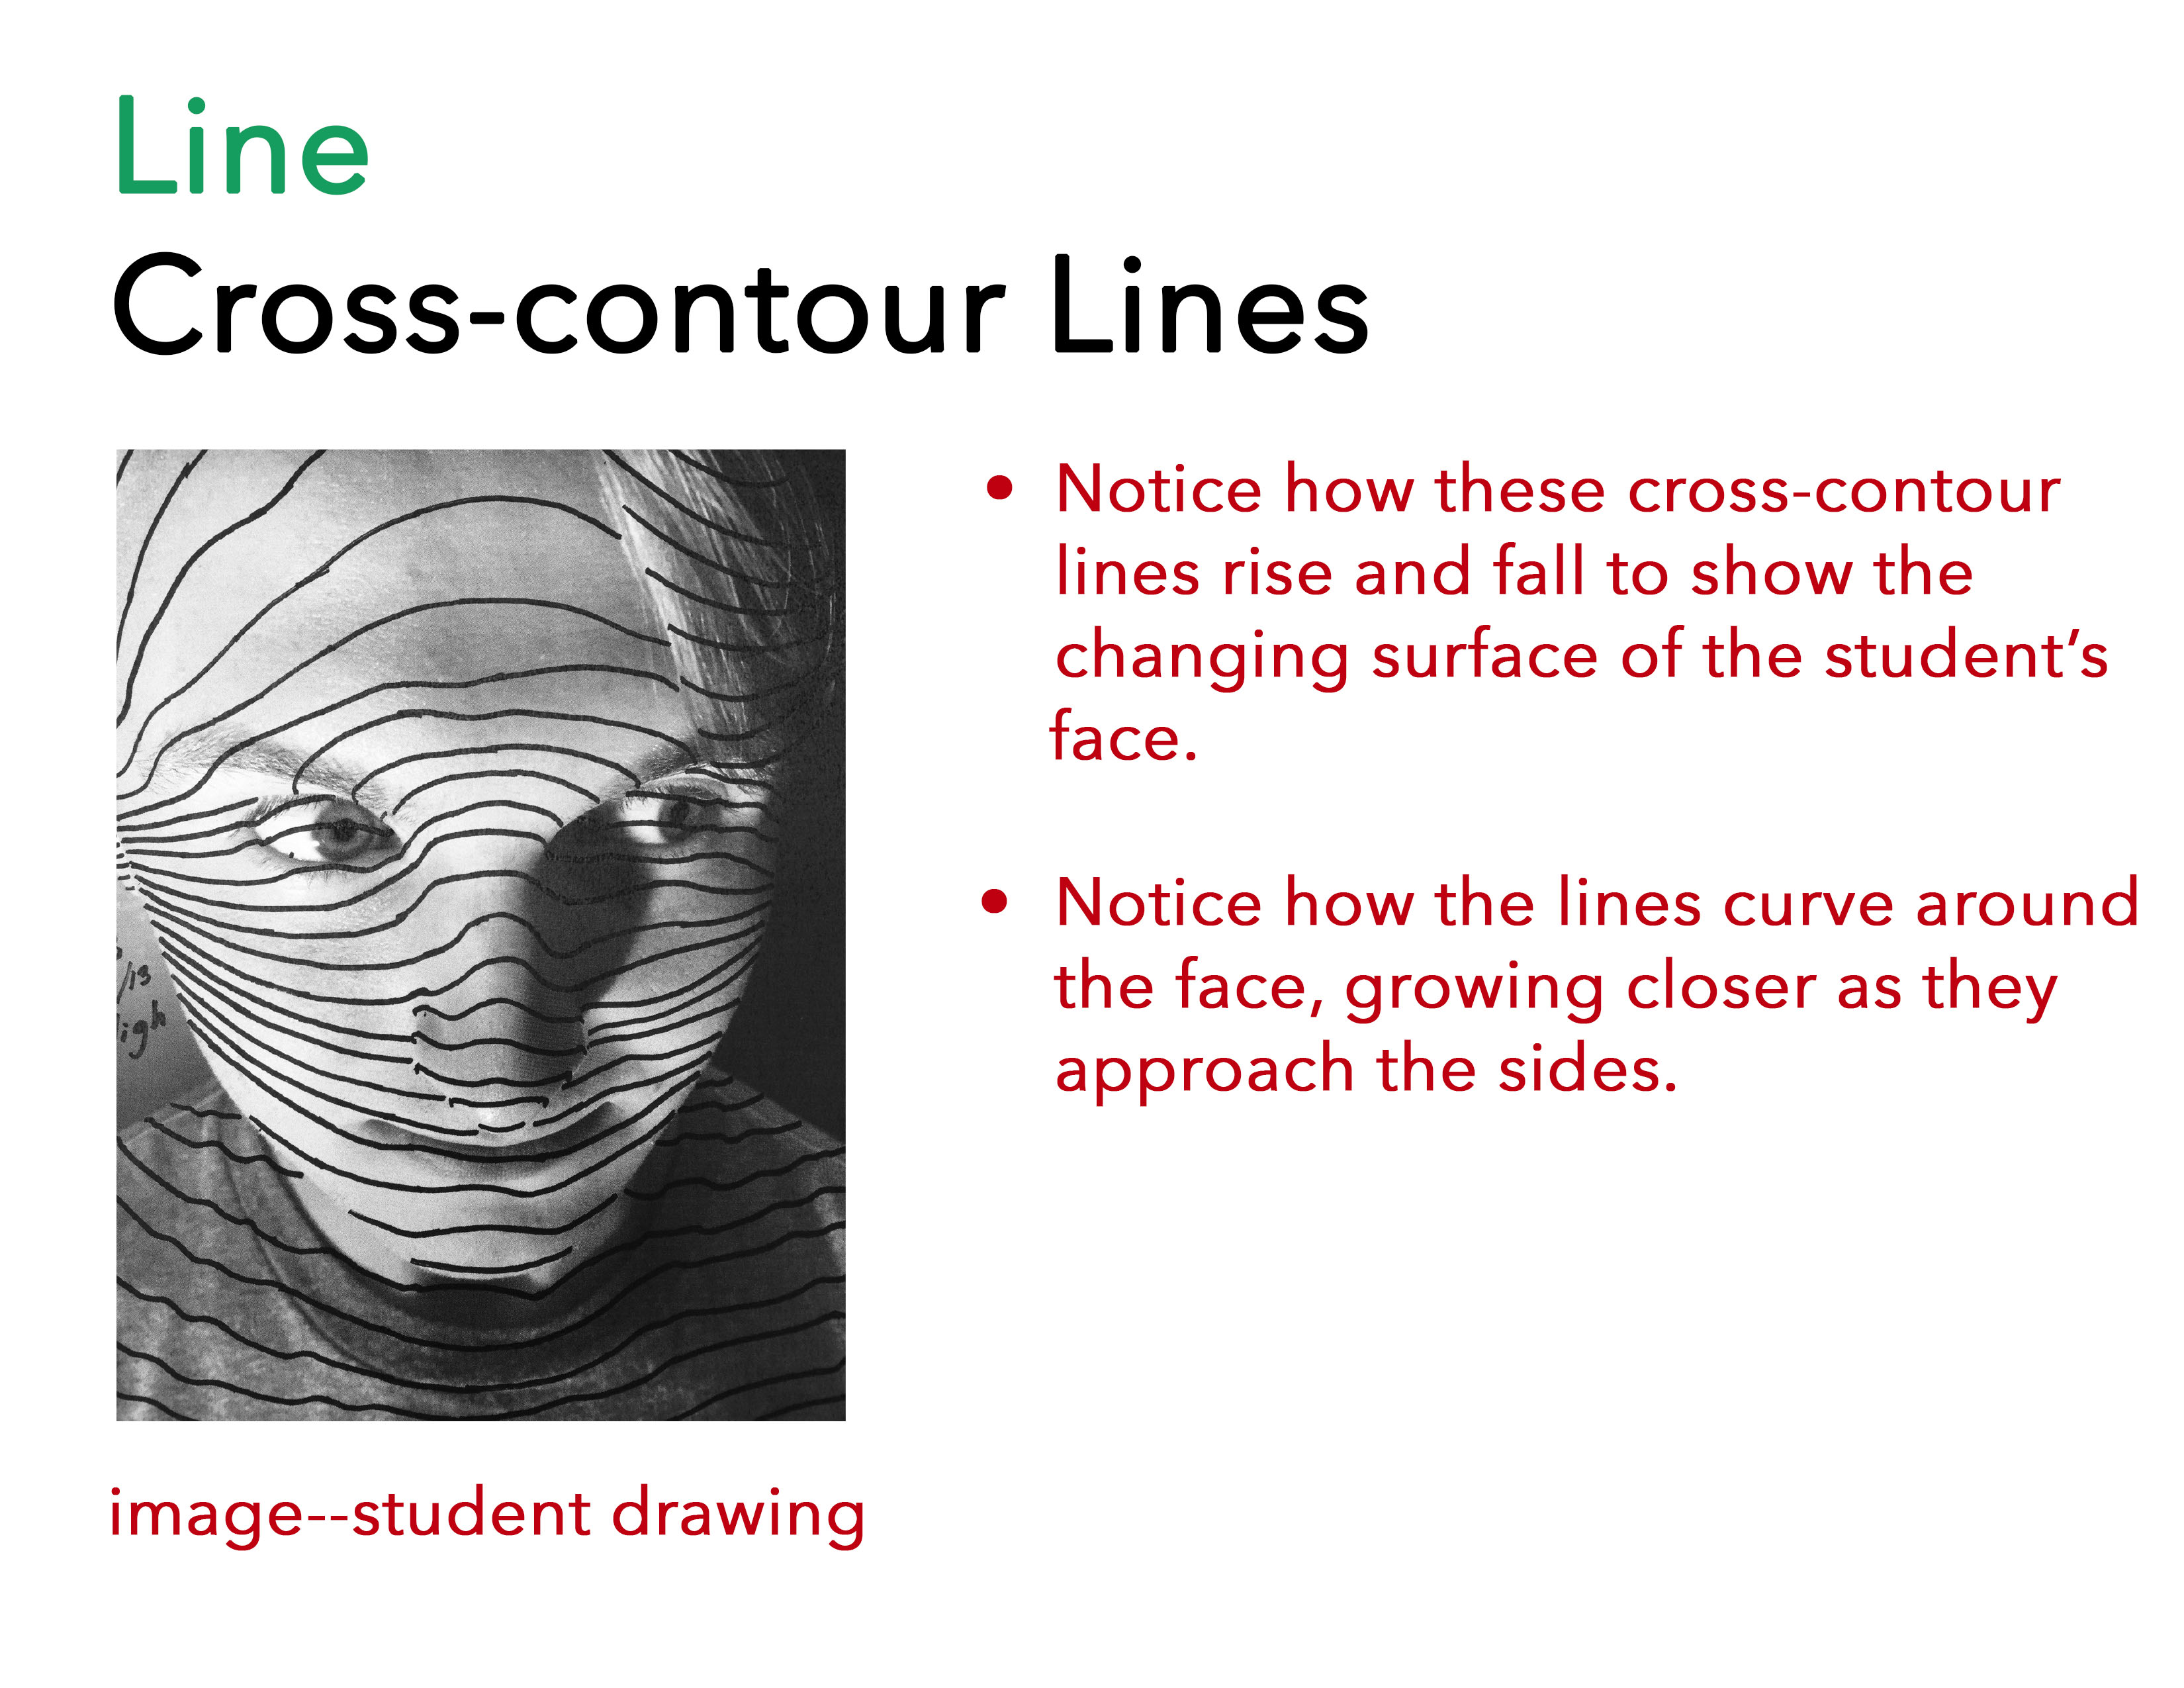 Line
Cross-contour Lines
• Notice how these cross-contour
lines rise and fall to show the
changing surface of the student’s
face.
• Notice how the lines curve around
the face, growing closer as they
approach the sides.
/13
igh
image--student drawing